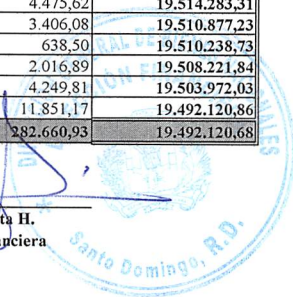 4.475,62 19.514.283,31
3.406,08 19.510.877,23
638,50 19.510.238,73
2.016,89 19.508.221,84
4.249,81 19.503.972,03
11.851,17 19.492.120,86
282.660,93 19.492.120,68
ta H.
nciera
Santo Domingo, R.D.